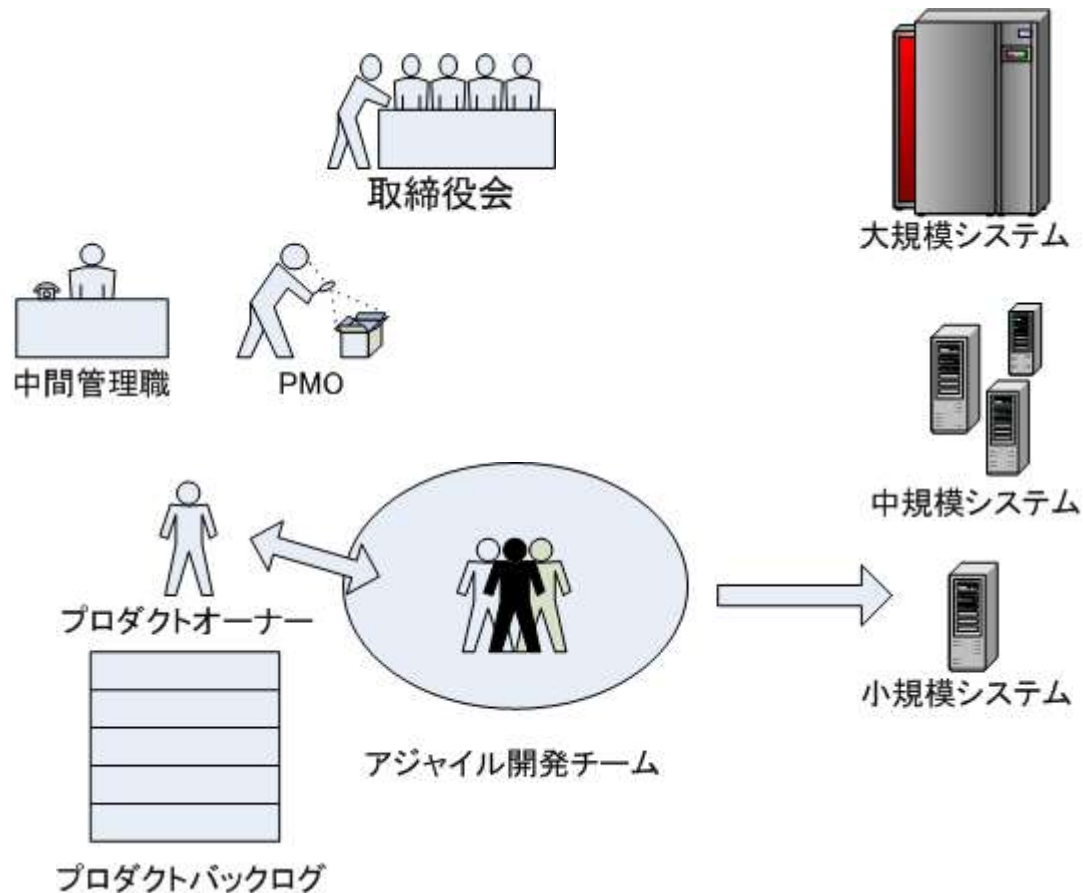 取締役会
大規模システム
中間管理職
PMO
中規模システム
プロダクトオーナー
小規模システム
アジャイル開発チーム
プロダクトバックログ